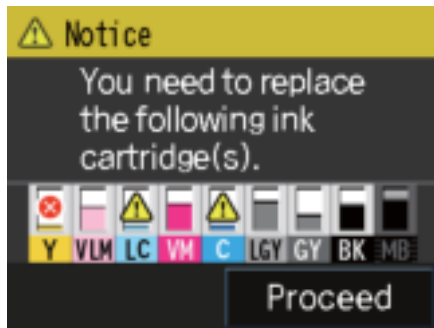 Notice
You need to replace
the following ink
cartridge(s).
Y VLM LC VM C LGY GY BK MB
Proceed